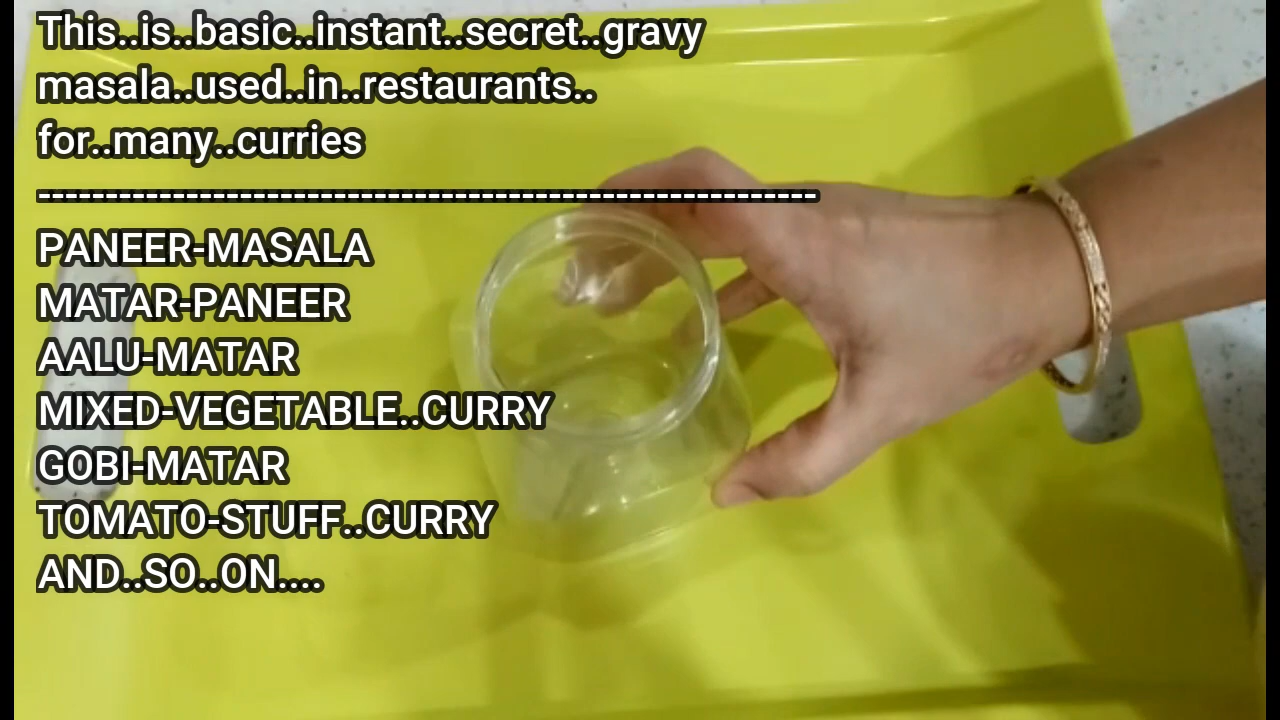 This..is..basic..instant..secret..gravy
masala..used..in..restaurants..
for..many..curries
------------------------------------------------------------
PANEER-MASALA
MATAR-PANEER
AALU-MATAR
MIXED-VEGETABLE..CURRY
GOBI-MATAR
TOMATO-STUFF..CURRY
AND..SO..ON....